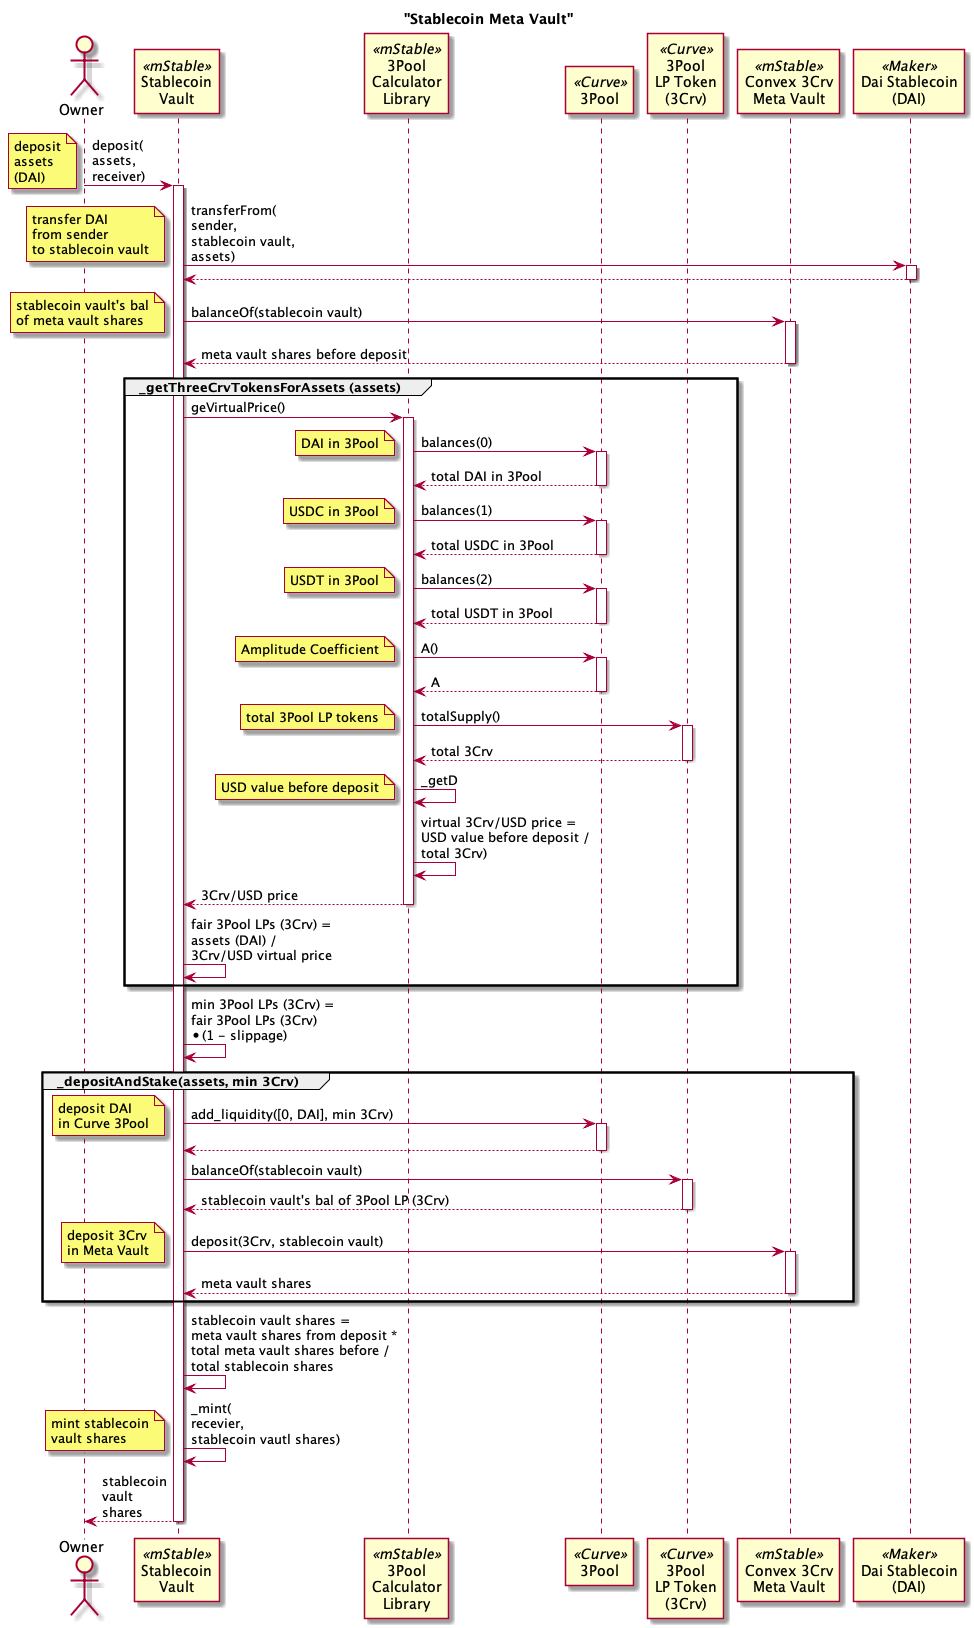 "Stablecoin Meta Vault"
Owner
«mStable»
Stablecoin
Vault
«mStable»
3Pool
Calculator
Library
«Curve»
3Pool
«Curve»
3Pool
LP Token
(3Crv)
«mStable»
Convex 3Crv
Meta Vault
«Maker»
Dai Stablecoin
(DAI)
deposit
assets
(DAI)
deposit(
assets,
receiver)
transfer DAI
from sender
to stablecoin vault
transferFrom(
sender,
stablecoin vault,
assets)
stablecoin vault's bal
of meta vault shares
balanceOf(stablecoin vault)
meta vault shares before deposit
_getThreeCrvTokensForAssets (assets)
geVirtualPrice()
DAI in 3Pool
balances(0)
total DAI in 3Pool
USDC in 3Pool
balances(1)
total USDC in 3Pool
USDT in 3Pool
balances(2)
total USDT in 3Pool
Amplitude Coefficient
A()
A
total 3Pool LP tokens
totalSupply()
total 3Crv
USD value before deposit
_getD
virtual 3Crv/USD price =
USD value before deposit /
total 3Crv)
3Crv/USD price
fair 3Pool LPs (3Crv) =
assets (DAI) /
3Crv/USD virtual price
min 3Pool LPs (3Crv) =
fair 3Pool LPs (3Crv)
• (1 - slippage)
_depositAndStake(assets, min 3Crv)
deposit DAI
in Curve 3Pool
add_liquidity([0, DAI], min 3Crv)
balanceOf(stablecoin vault)
stablecoin vault's bal of 3Pool LP (3Crv)
deposit 3Crv
in Meta Vault
deposit(3Crv, stablecoin vault)
meta vault shares
stablecoin vault shares =
meta vault shares from deposit *
total meta vault shares before /
total stablecoin shares
mint stablecoin
vault shares
_mint(
recevier,
stablecoin vautl shares)
stablecoin
vault
shares
Owner
«mStable»
Stablecoin
Vault
«mStable»
3Pool
Calculator
Library
«Curve»
3Pool
«Curve»
3Pool
LP Token
(3Crv)
«mStable»
Convex 3Crv
Meta Vault
«Maker»
Dai Stablecoin
(DAI)